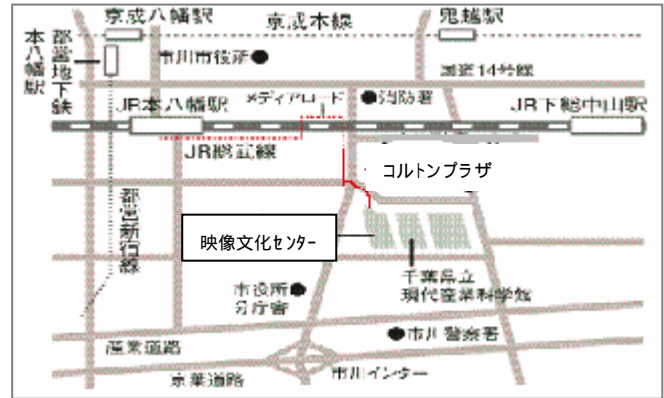 京成八幡駅
京成本線
鬼越駅
都営地下鉄
本八幡駅
市川市役所
国道14号線
JR本八幡駅
メディアロード
消防署
JR下総中山駅
JR総武線
コルトンプラザ
都営新宿線
映像文化センター
千葉県立
現代産業科学館
市役所
分庁舎
市川警察署
産業道路
京葉道路
市川インター